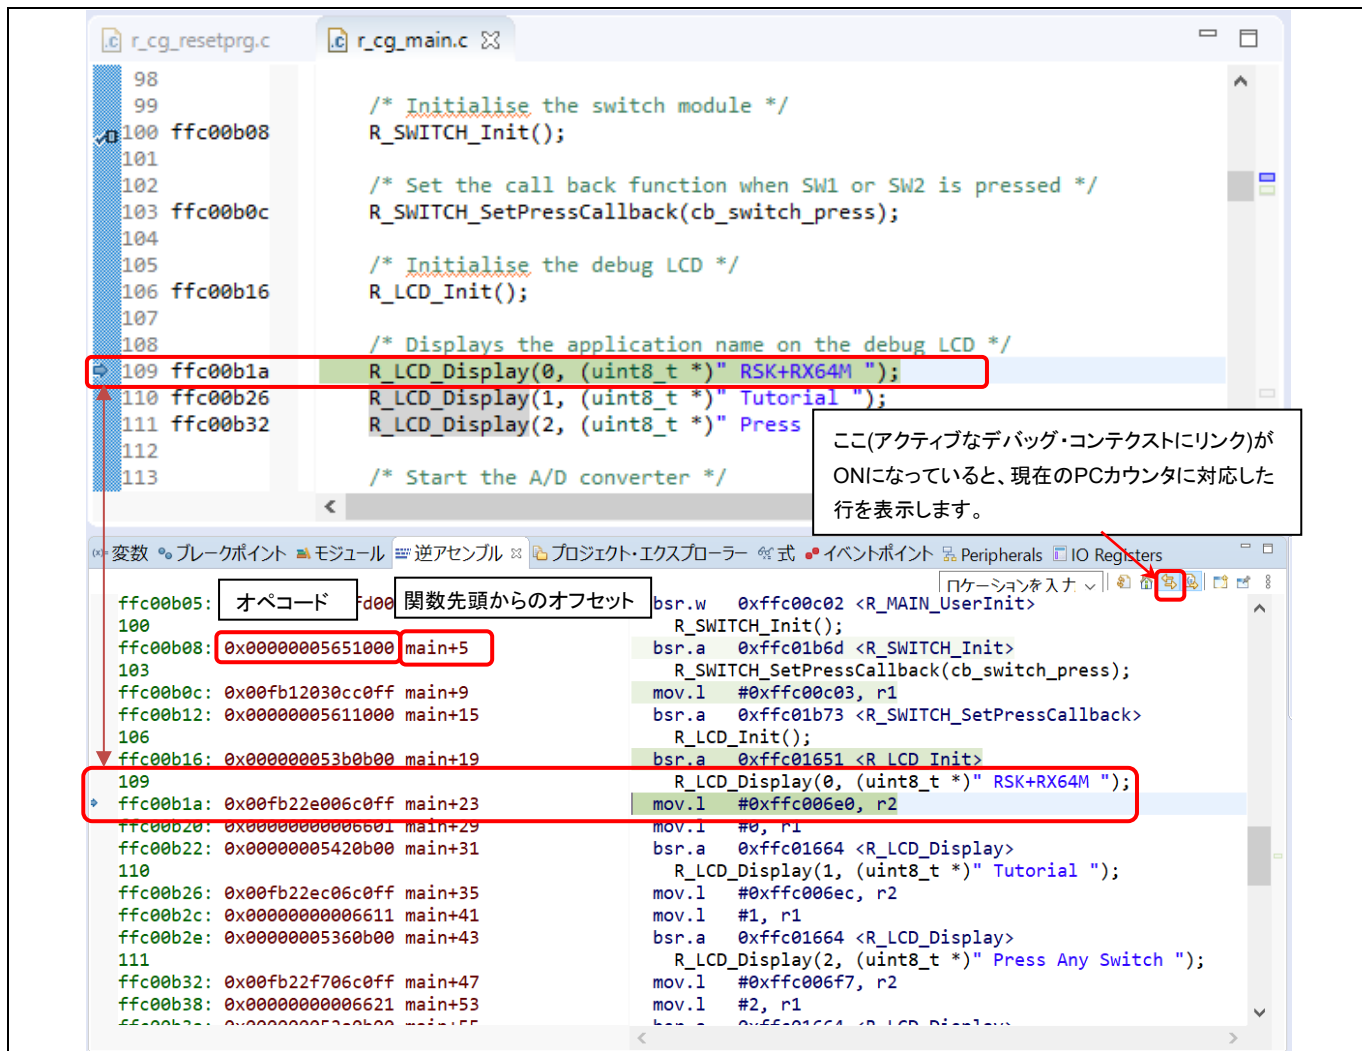 r_cg_resetprg.c r_cg_main.c
98
99 /* Initialise the switch module */
100 ffc00b08 R_SWITCH_Init();
101
102 /* Set the call back function when SW1 or SW2 is pressed */
103 ffc00b0c R_SWITCH_SetPressCallback(cb_switch_press);
104
105 /* Initialise the debug LCD */
106 ffc00b16 R_LCD_Init();
107
108 /* Displays the application name on the debug LCD */
109 ffc00b1a R_LCD_Display(0, (uint8_t *)" RSK+RX64M ");
110 ffc00b26 R_LCD_Display(1, (uint8_t *)" Tutorial ");
111 ffc00b32 R_LCD_Display(2, (uint8_t *)" Press
112
113 /* Start the A/D converter */
ここ(アクティブなデバッグ・コンテクストにリンク)が
ONになっていると、現在のPCカウンタに対応した
行を表示します。
変数 ブレークポイント モジュール 逆アセンブル プロジェクト・エクスプローラー 式 イベントポイント Peripherals IO Registers
ロケーションを入力
オペコード 関数先頭からのオフセット
ffc00b05: fd00 bsr.w 0xffc00c02 <R_MAIN_UserInit>
100 R_SWITCH_Init();
ffc00b08: 0x00000005651000 main+5 bsr.a 0xffc01b6d <R_SWITCH_Init>
103 R_SWITCH_SetPressCallback(cb_switch_press);
ffc00b0c: 0x00fb12030cc0ff main+9 mov.l #0xffc00c03, r1
ffc00b12: 0x00000005611000 main+15 bsr.a 0xffc01b73 <R_SWITCH_SetPressCallback>
106 R_LCD_Init();
ffc00b16: 0x000000053b0b00 main+19 bsr.a 0xffc01651 <R_LCD_Init>
109 R_LCD_Display(0, (uint8_t *)" RSK+RX64M ");
ffc00b1a: 0x00fb22e006c0ff main+23 mov.l #0xffc006e0, r2
ffc00b20: 0x00000000006601 main+29 mov.l #0, r1
ffc00b22: 0x00000005420b00 main+31 bsr.a 0xffc01664 <R_LCD_Display>
110 R_LCD_Display(1, (uint8_t *)" Tutorial ");
ffc00b26: 0x00fb22ec06c0ff main+35 mov.l #0xffc006ec, r2
ffc00b2c: 0x00000000006611 main+41 mov.l #1, r1
ffc00b2e: 0x00000005360b00 main+43 bsr.a 0xffc01664 <R_LCD_Display>
111 R_LCD_Display(2, (uint8_t *)" Press Any Switch ");
ffc00b32: 0x00fb22f706c0ff main+47 mov.l #0xffc006f7, r2
ffc00b38: 0x00000000006621 main+53 mov.l #2, r1